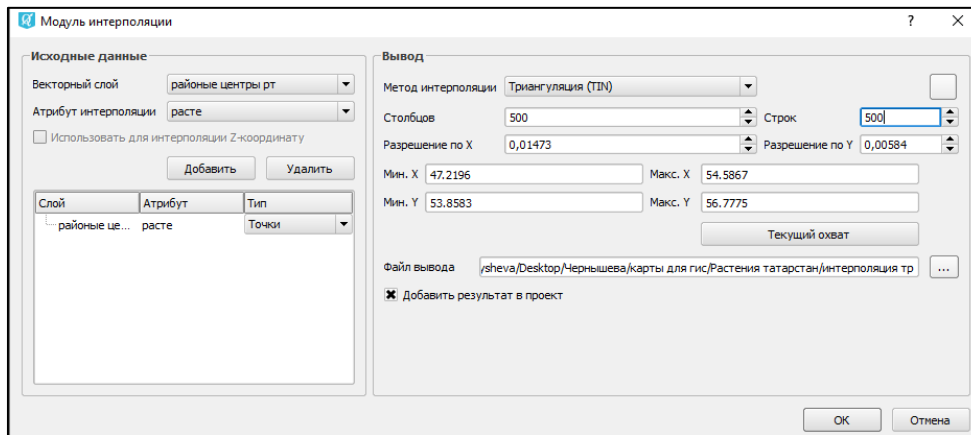 Модуль интерполяции
?
Исходные данные
Векторный слой районые центры рт
Атрибут интерполяции расте
Использовать для интерполяции Z-координату
Добавить Удалить
Слой Атрибут Тип
районые це... расте Точки
Вывод
Метод интерполяции Триангуляция (TIN)
Столбцов 500 Строк 500
Разрешение по X 0,01473 Разрешение по Y 0,00584
Мин. X 47.2196 Макс. X 54.5867
Мин. Y 53.8583 Макс. Y 56.7775
Текущий охват
Файл вывода ysheva/Desktop/Чернышева/карты для гис/Растения татарстан/интерполяция тр ...
Добавить результат в проект
OK Отмена